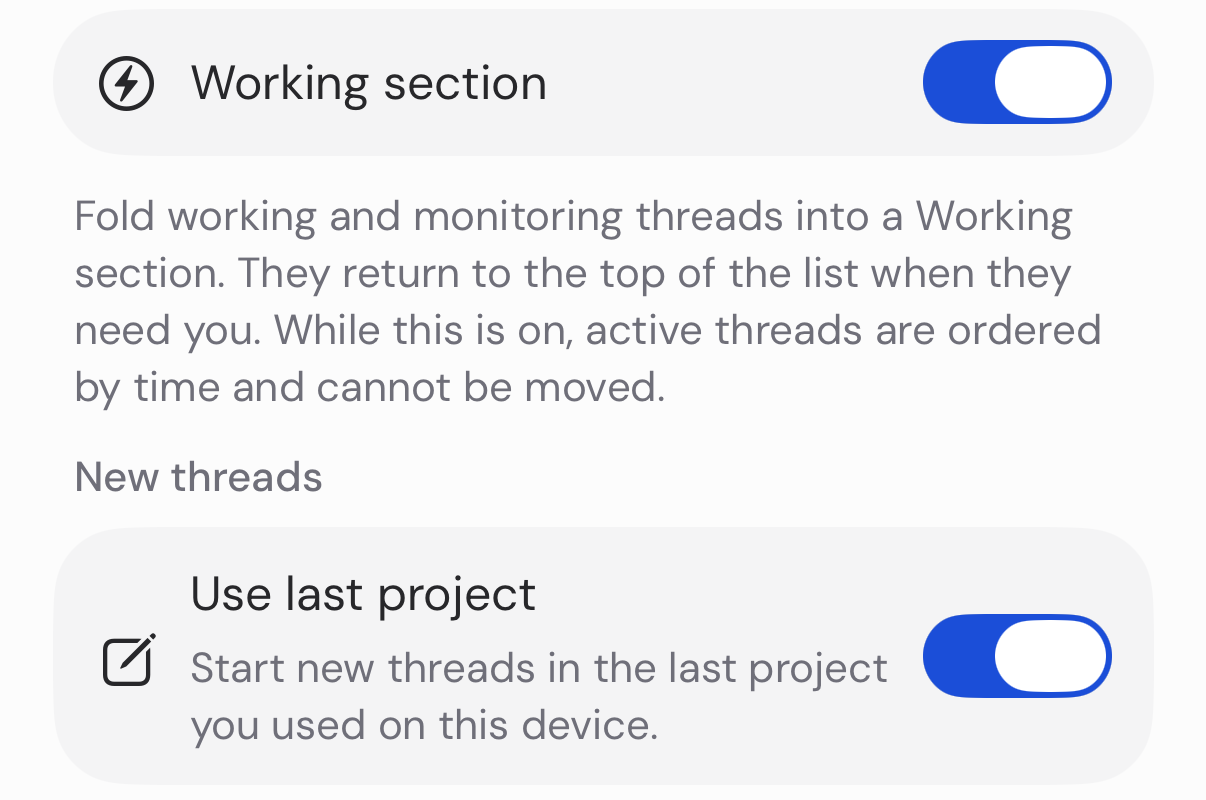 Working section
Fold working and monitoring threads into a Working
section. They return to the top of the list when they
need you. While this is on, active threads are ordered
by time and cannot be moved.
New threads
Use last project
Start new threads in the last project
you used on this device.